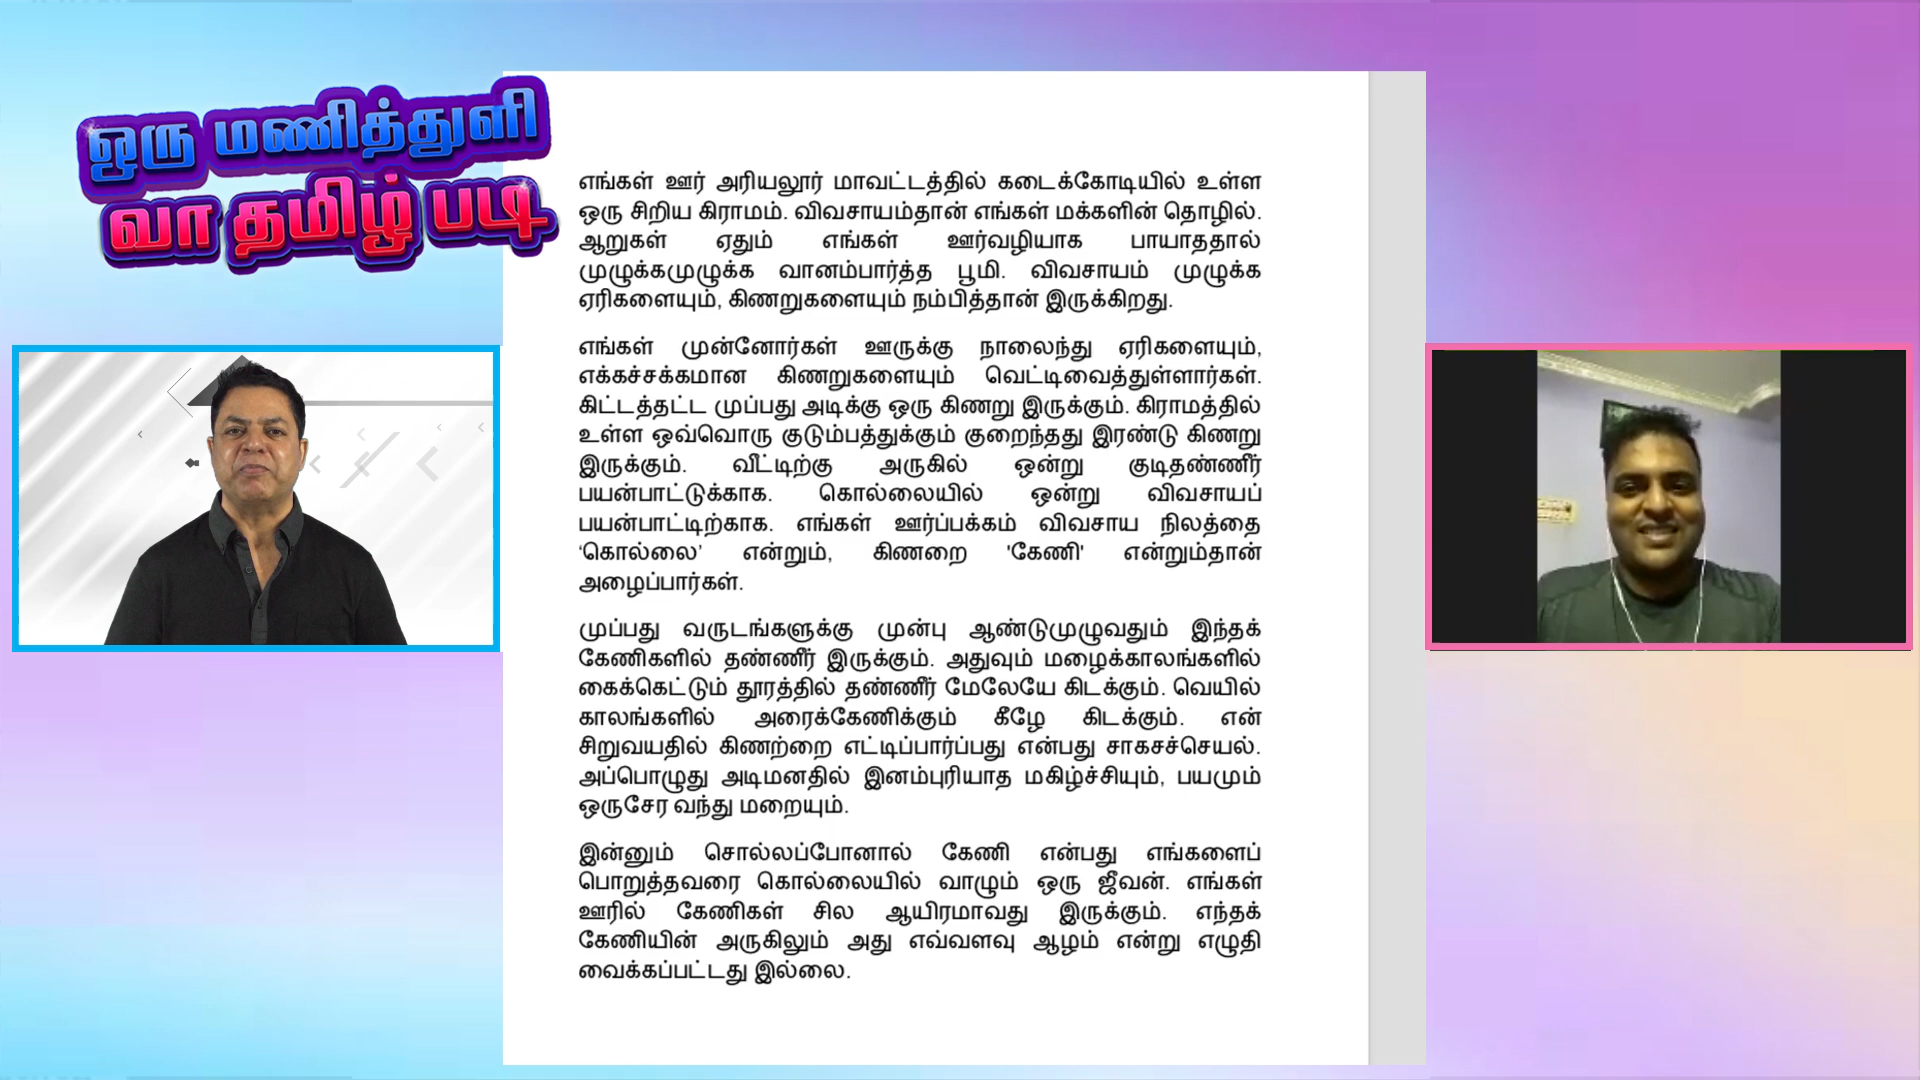 ஒரு மணித்துளி
வா தமிழ் படி
எங்கள் ஊர் அரியலூர் மாவட்டத்தில் கடைக்கோடியில் உள்ள
ஒரு சிறிய கிராமம். விவசாயம்தான் எங்கள் மக்களின் தொழில்.
ஆறுகள் ஏதும் எங்கள் ஊர்வழியாக பாயாததால்
முழுக்கமுழுக்க வானம்பார்த்த பூமி. விவசாயம் முழுக்க
ஏரிகளையும், கிணறுகளையும் நம்பித்தான் இருக்கிறது.
எங்கள் முன்னோர்கள் ஊருக்கு நாலைந்து ஏரிகளையும்,
எக்கச்சக்கமான கிணறுகளையும் வெட்டிவைத்துள்ளார்கள்.
கிட்டத்தட்ட முப்பது அடிக்கு ஒரு கிணறு இருக்கும். கிராமத்தில்
உள்ள ஒவ்வொரு குடும்பத்துக்கும் குறைந்தது இரண்டு கிணறு
இருக்கும். வீட்டிற்கு அருகில் ஒன்று குடிதண்ணீர்
பயன்பாட்டுக்காக. கொல்லையில் ஒன்று விவசாயப்
பயன்பாட்டிற்காக. எங்கள் ஊர்ப்பக்கம் விவசாய நிலத்தை
‘கொல்லை’ என்றும், கிணறை 'கேணி' என்றும்தான்
அழைப்பார்கள்.
முப்பது வருடங்களுக்கு முன்பு ஆண்டுமுழுவதும் இந்தக்
கேணிகளில் தண்ணீர் இருக்கும். அதுவும் மழைக்காலங்களில்
கைக்கெட்டும் தூரத்தில் தண்ணீர் மேலேயே கிடக்கும். வெயில்
காலங்களில் அரைக்கேணிக்கும் கீழே கிடக்கும். என்
சிறுவயதில் கிணற்றை எட்டிப்பார்ப்பது என்பது சாகசச்செயல்.
அப்பொழுது அடிமனதில் இனம்புரியாத மகிழ்ச்சியும், பயமும்
ஒருசேர வந்து மறையும்.
இன்னும் சொல்லப்போனால் கேணி என்பது எங்களைப்
பொறுத்தவரை கொல்லையில் வாழும் ஒரு ஜீவன். எங்கள்
ஊரில் கேணிகள் சில ஆயிரமாவது இருக்கும். எந்தக்
கேணியின் அருகிலும் அது எவ்வளவு ஆழம் என்று எழுதி
வைக்கப்பட்டது இல்லை.